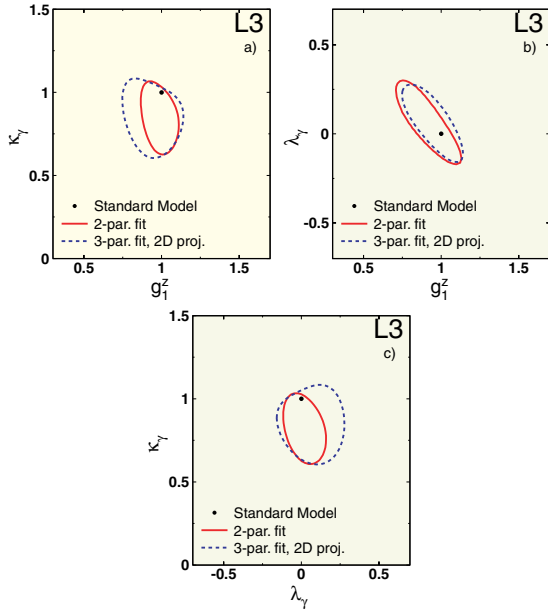 L3
a)
1.5
1
0.5
0
κγ
Standard Model
2-par. fit
3-par. fit, 2D proj.
0.5
1
1.5
g₁ᶻ
L3
b)
0.5
0
-0.5
λγ
Standard Model
2-par. fit
3-par. fit, 2D proj.
0.5
1
1.5
g₁ᶻ
L3
c)
1.5
1
0.5
0
κγ
Standard Model
2-par. fit
3-par. fit, 2D proj.
-0.5
0
0.5
λγ